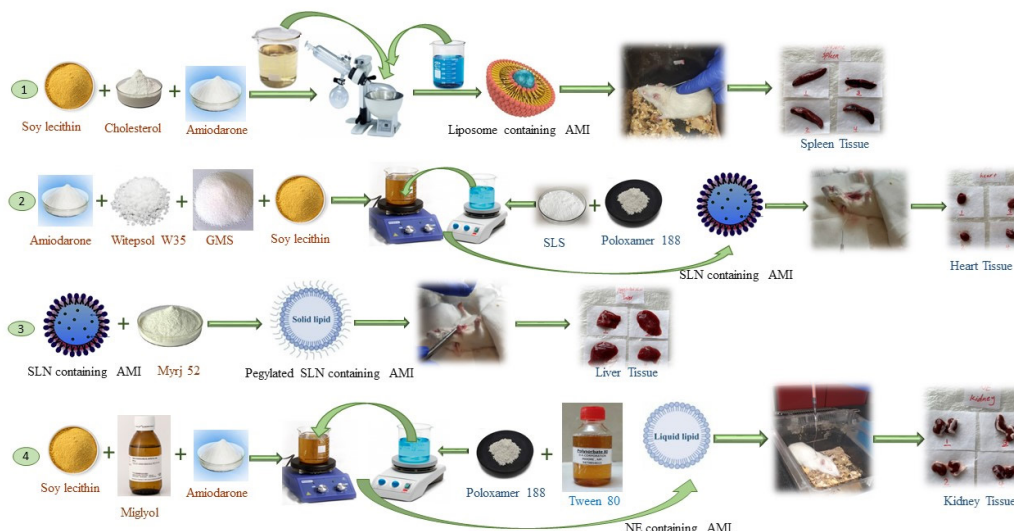 1
Soy lecithin
Cholesterol
Amiodarone
Liposome containing AMI
Spleen Tissue
2
Amiodarone
Witepsol W35
GMS
Soy lecithin
SLS
Poloxamer 188
SLN containing AMI
heart
Heart Tissue
3
SLN containing AMI
Myrj 52
Solid lipid
Pegylated SLN containing AMI
Liver Tissue
4
Soy lecithin
Miglyol
Amiodarone
Poloxamer 188
Tween 80
Liquid lipid
NE containing AMI
Kidney
Kidney Tissue